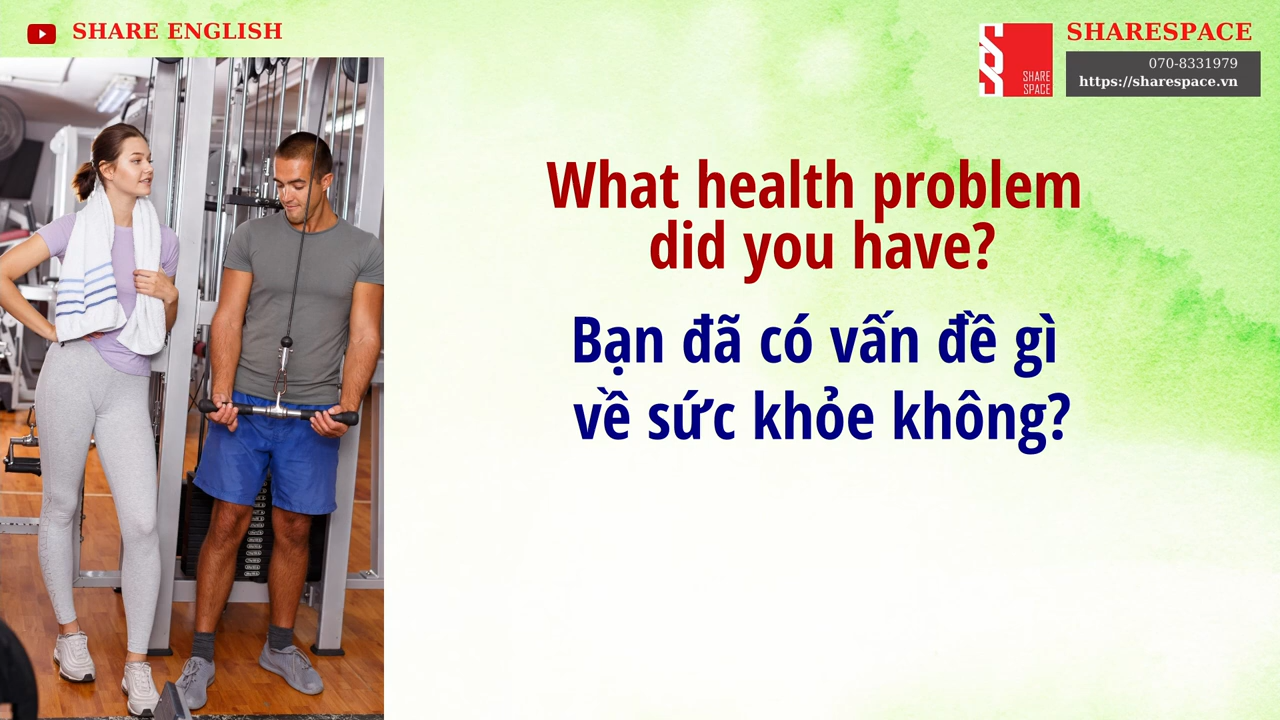 SHARE ENGLISH
SHARESPACE
070-8331979
https://sharespace.vn
SHARE
SPACE
What health problem
did you have?
Bạn đã có vấn đề gì
về sức khỏe không?